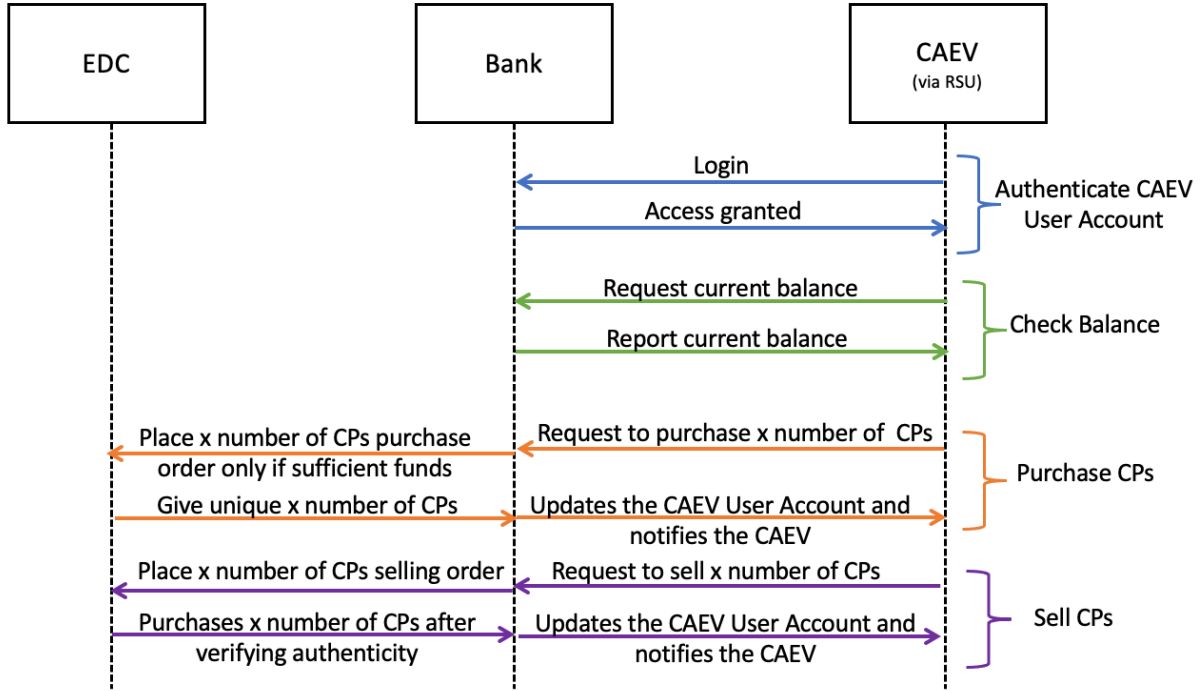 EDC
Bank
CAEV
(via RSU)
Login
Access granted
Authenticate CAEV
User Account
Request current balance
Report current balance
Check Balance
Place x number of CPs purchase
order only if sufficient funds
Request to purchase x number of CPs
Give unique x number of CPs
Updates the CAEV User Account and
notifies the CAEV
Purchase CPs
Place x number of CPs selling order
Request to sell x number of CPs
Purchases x number of CPs after
verifying authenticity
Updates the CAEV User Account and
notifies the CAEV
Sell CPs